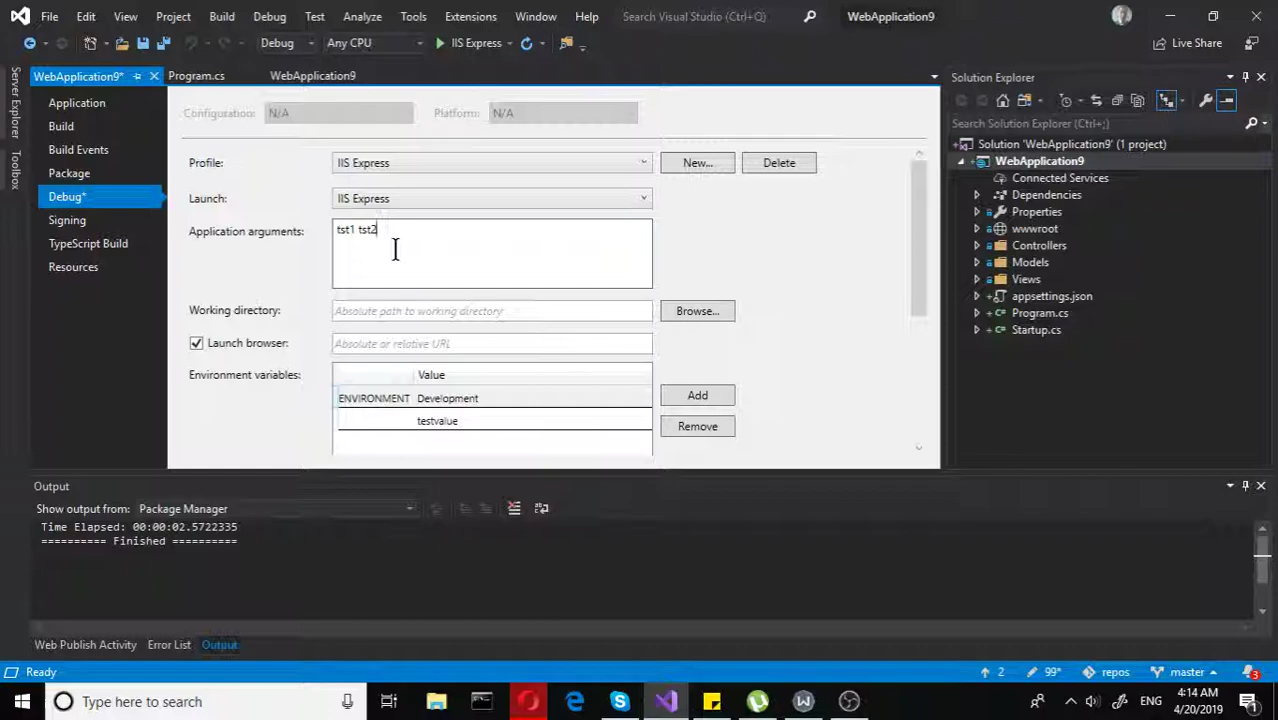 File Edit View Project Build Debug Test Analyze Tools Extensions Window Help Search Visual Studio (Ctrl+Q) WebApplication9
Debug Any CPU IIS Express Live Share
WebApplication9* Program.cs WebApplication9
Server Explorer
Toolbox
Application
Build
Build Events
Package
Debug*
Signing
TypeScript Build
Resources
Configuration: N/A Platform: N/A
Profile: IIS Express New... Delete
Launch: IIS Express
Application arguments: tst1 tst2
Working directory: Absolute path to working directory Browse...
Launch browser: Absolute or relative URL
Environment variables:
Value
ENVIRONMENT Development Add
testvalue Remove
Solution Explorer
Search Solution Explorer (Ctrl+;)
Solution 'WebApplication9' (1 project)
WebApplication9
Connected Services
Dependencies
Properties
wwwroot
Controllers
Models
Views
appsettings.json
Program.cs
Startup.cs
Output
Show output from: Package Manager
Time Elapsed: 00:00:02.5722335
========== Finished ==========
Web Publish Activity Error List Output
Ready 2 99* repos master 3
Type here to search ENG 4:14 AM
4/20/2019 1